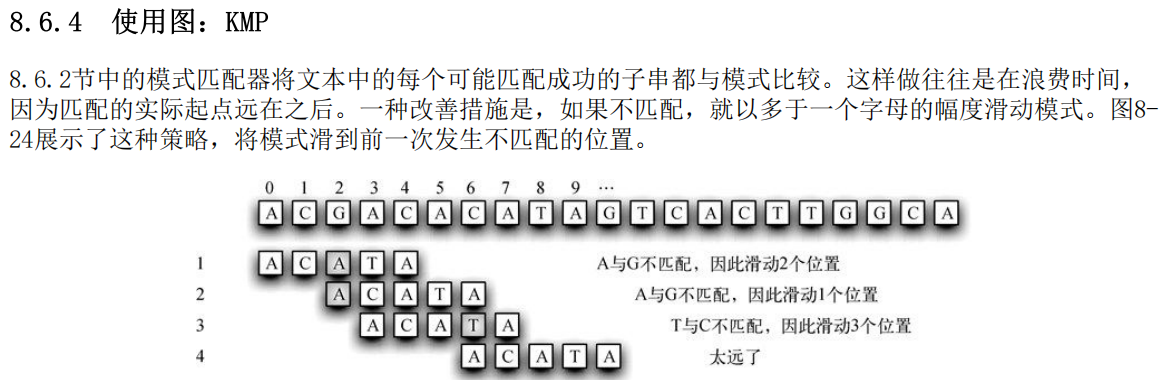 8.6.4 使用图：KMP
8.6.2节中的模式匹配器将文本中的每个可能匹配成功的子串都与模式比较。这样做往往是在浪费时间，
因为匹配的实际起点远在之后。一种改善措施是，如果不匹配，就以多于一个字母的幅度滑动模式。图8-
24展示了这种策略，将模式滑到前一次发生不匹配的位置。
0 1 2 3 4 5 6 7 8 9 …
A C G A C A C A T A G T C A C T T G G C A
1 A C A T A A与G不匹配，因此滑动2个位置
2 A C A T A A与G不匹配，因此滑动1个位置
3 A C A T A T与C不匹配，因此滑动3个位置
4 A C A T A 太远了